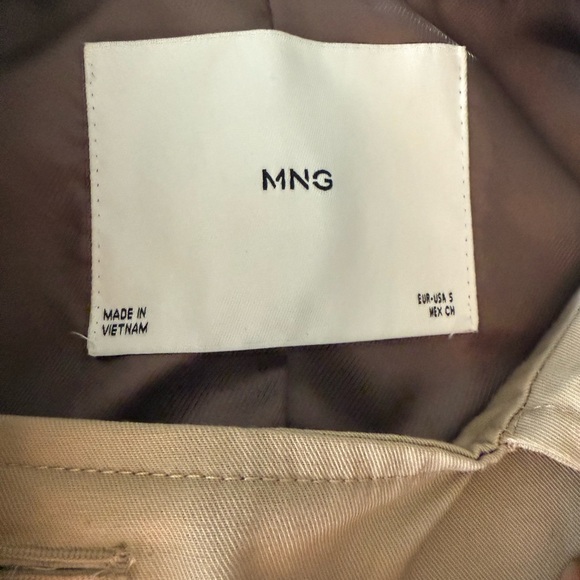 MNG
MADE IN
VIETNAM
EUR-USA S
MEX CH